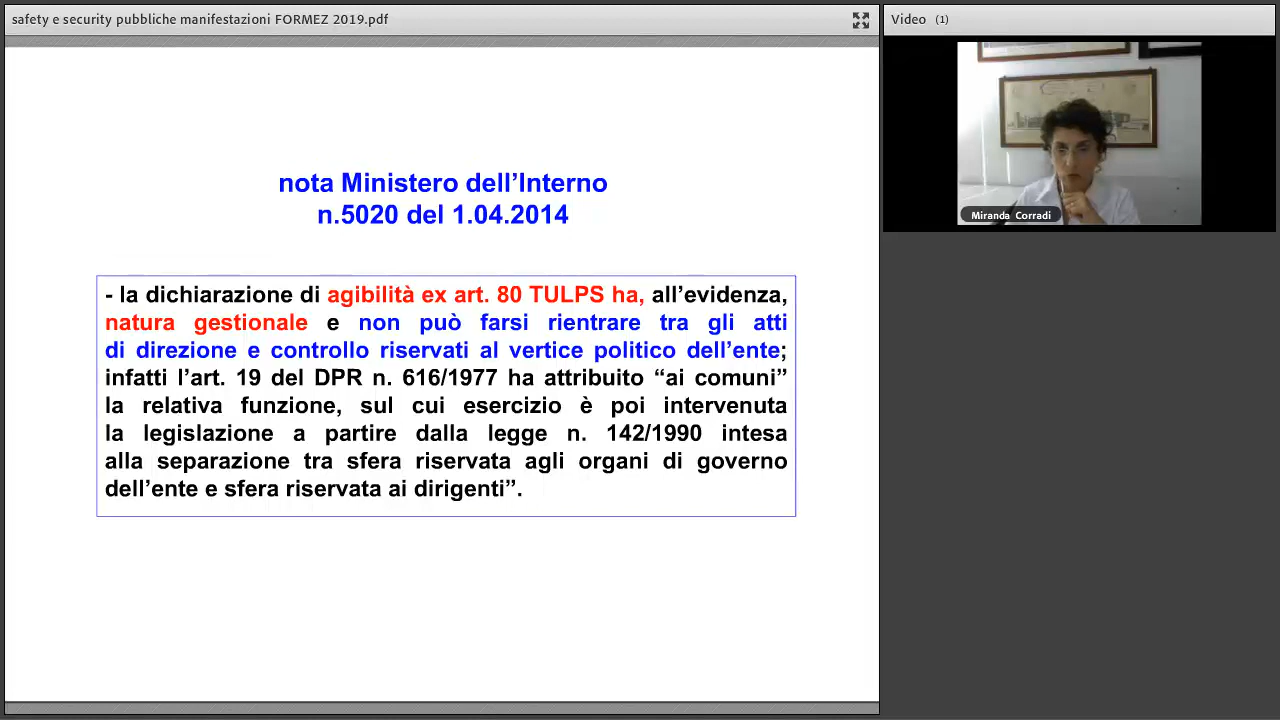 safety e security pubbliche manifestazioni FORMEZ 2019.pdf
Video (1)
Miranda Corradi
nota Ministero dell’Interno
n.5020 del 1.04.2014
- la dichiarazione di agibilità ex art. 80 TULPS ha, all’evidenza,
natura gestionale e non può farsi rientrare tra gli atti
di direzione e controllo riservati al vertice politico dell’ente;
infatti l’art. 19 del DPR n. 616/1977 ha attribuito “ai comuni”
la relativa funzione, sul cui esercizio è poi intervenuta
la legislazione a partire dalla legge n. 142/1990 intesa
alla separazione tra sfera riservata agli organi di governo
dell’ente e sfera riservata ai dirigenti”.